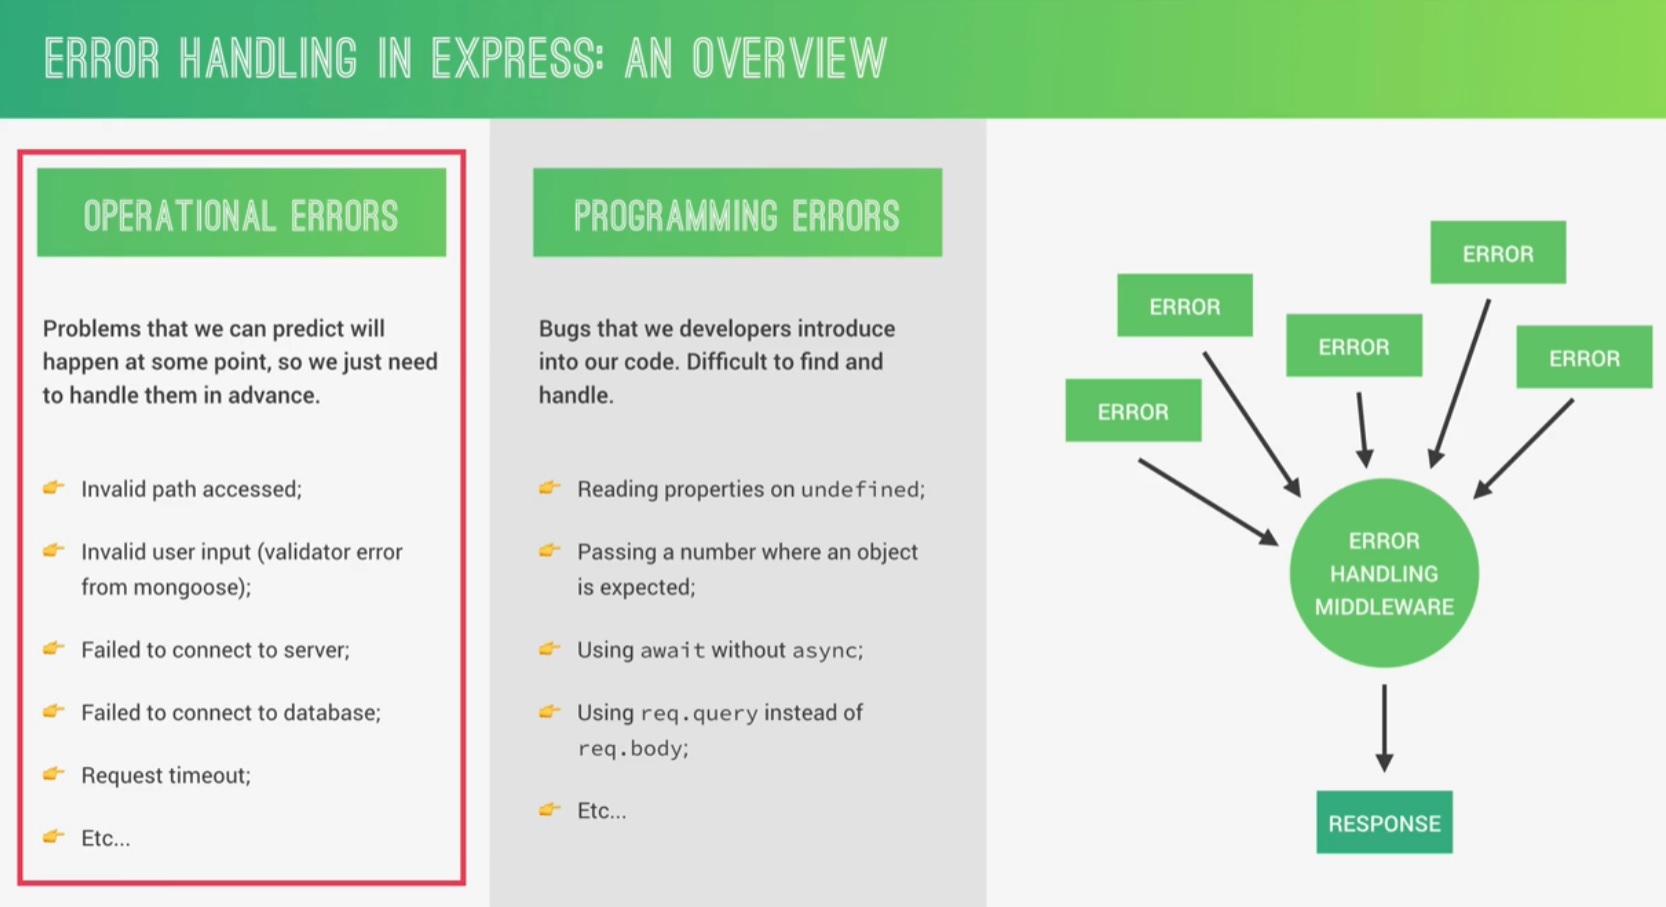 ERROR HANDLING IN EXPRESS: AN OVERVIEW
OPERATIONAL ERRORS
Problems that we can predict will
happen at some point, so we just need
to handle them in advance.
👉 Invalid path accessed;
👉 Invalid user input (validator error
from mongoose);
👉 Failed to connect to server;
👉 Failed to connect to database;
👉 Request timeout;
👉 Etc...
PROGRAMMING ERRORS
Bugs that we developers introduce
into our code. Difficult to find and
handle.
👉 Reading properties on undefined;
👉 Passing a number where an object
is expected;
👉 Using await without async;
👉 Using req.query instead of
req.body;
👉 Etc...
ERROR
ERROR
ERROR
ERROR
ERROR
ERROR
HANDLING
MIDDLEWARE
RESPONSE